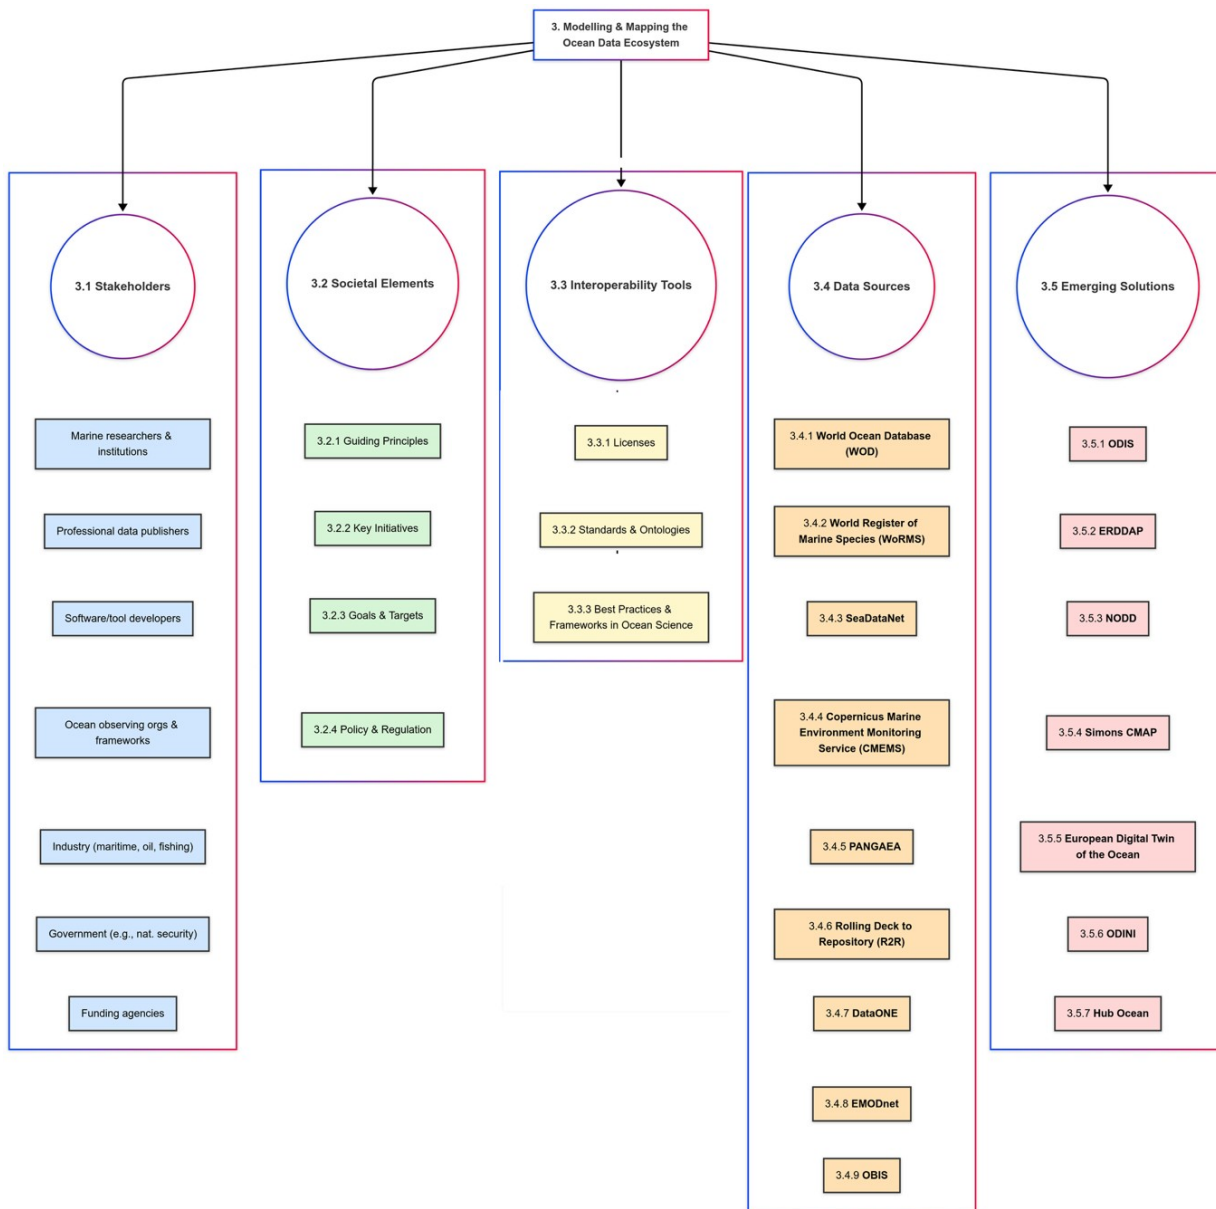 3. Modelling & Mapping the
Ocean Data Ecosystem
3.1 Stakeholders
Marine researchers &
institutions
Professional data publishers
Software/tool developers
Ocean observing orgs &
frameworks
Industry (maritime, oil, fishing)
Government (e.g., nat. security)
Funding agencies
3.2 Societal Elements
3.2.1 Guiding Principles
3.2.2 Key Initiatives
3.2.3 Goals & Targets
3.2.4 Policy & Regulation
3.3 Interoperability Tools
3.3.1 Licenses
3.3.2 Standards & Ontologies
3.3.3 Best Practices &
Frameworks in Ocean Science
3.4 Data Sources
3.4.1 World Ocean Database
(WOD)
3.4.2 World Register of
Marine Species (WoRMS)
3.4.3 SeaDataNet
3.4.4 Copernicus Marine
Environment Monitoring
Service (CMEMS)
3.4.5 PANGAEA
3.4.6 Rolling Deck to
Repository (R2R)
3.4.7 DataONE
3.4.8 EMODnet
3.4.9 OBIS
3.5 Emerging Solutions
3.5.1 ODIS
3.5.2 ERDDAP
3.5.3 NODD
3.5.4 Simons CMAP
3.5.5 European Digital Twin
of the Ocean
3.5.6 ODINI
3.5.7 Hub Ocean